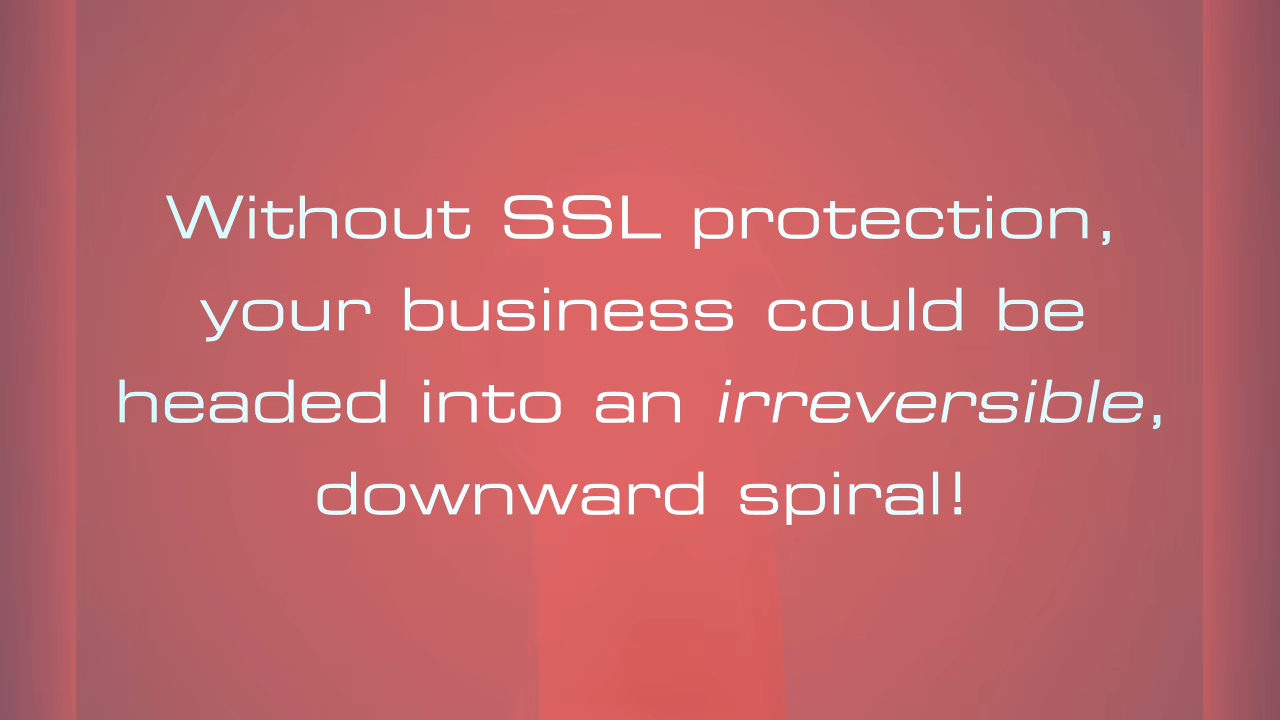 Without SSL protection,
your business could be
headed into an irreversible,
downward spiral!